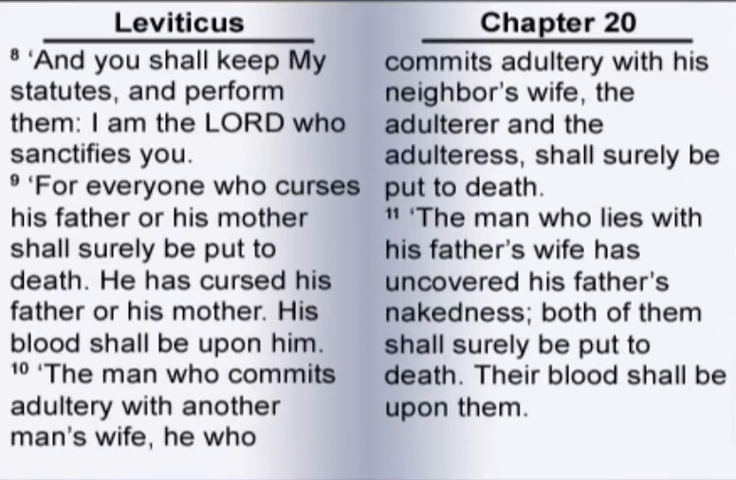 Leviticus
⁸ ‘And you shall keep My
statutes, and perform
them: I am the LORD who
sanctifies you.
⁹ ‘For everyone who curses
his father or his mother
shall surely be put to
death. He has cursed his
father or his mother. His
blood shall be upon him.
¹⁰ ‘The man who commits
adultery with another
man's wife, he who
Chapter 20
commits adultery with his
neighbor's wife, the
adulterer and the
adulteress, shall surely be
put to death.
¹¹ ‘The man who lies with
his father's wife has
uncovered his father's
nakedness; both of them
shall surely be put to
death. Their blood shall be
upon them.